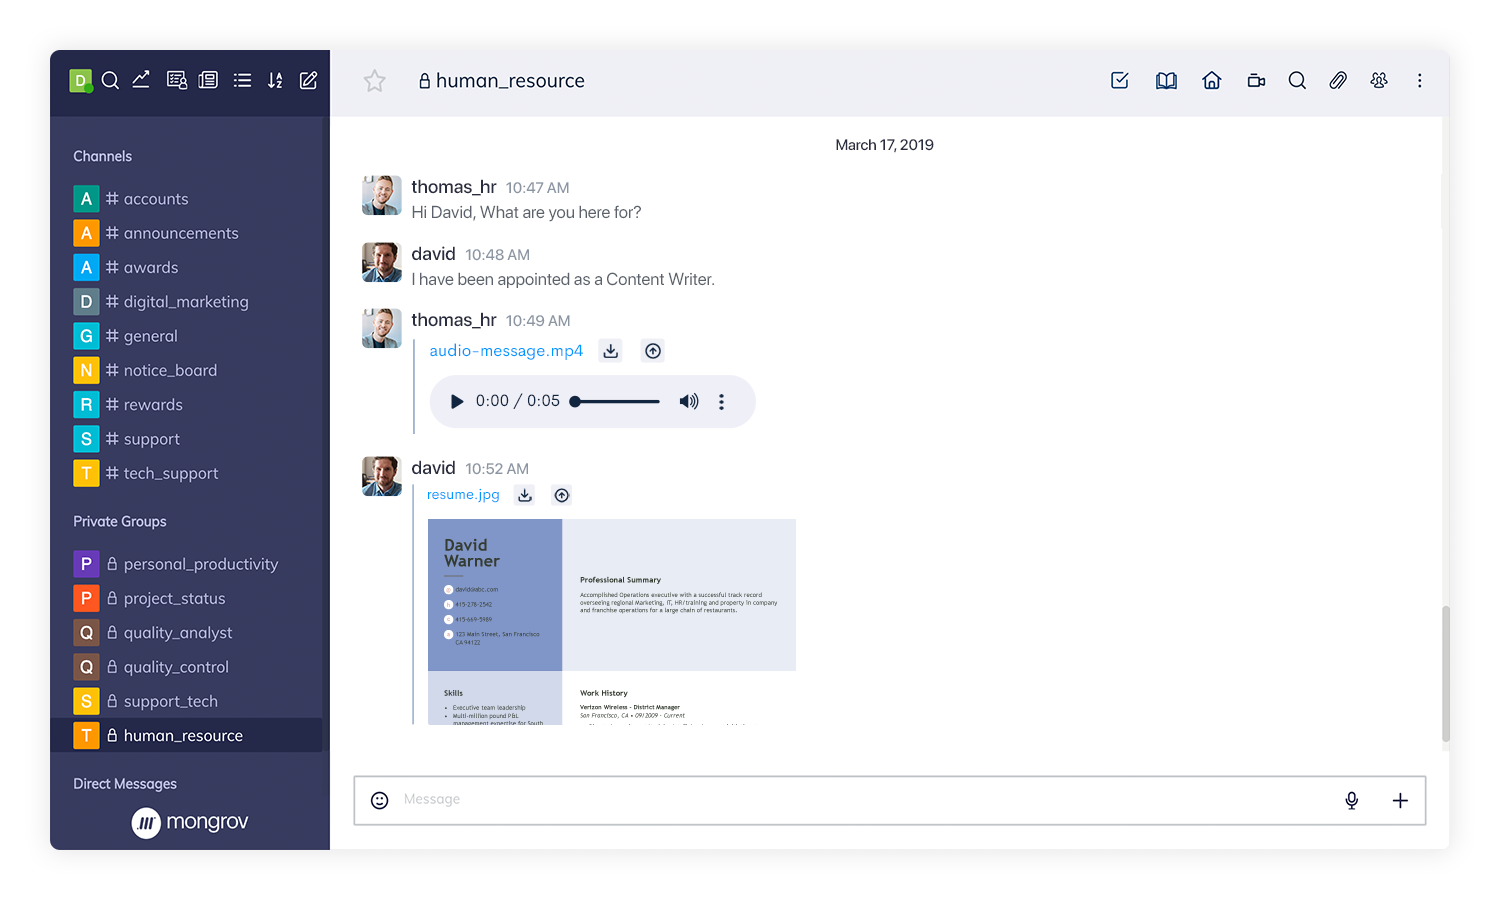 D
human_resource
Channels
A # accounts
A # announcements
A # awards
D # digital_marketing
G # general
N # notice_board
R # rewards
S # support
T # tech_support
Private Groups
P personal_productivity
P project_status
Q quality_analyst
Q quality_control
S support_tech
T human_resource
Direct Messages
mongrov
March 17, 2019
thomas_hr 10:47 AM
Hi David, What are you here for?
david 10:48 AM
I have been appointed as a Content Writer.
thomas_hr 10:49 AM
audio-message.mp4
0:00 / 0:05
david 10:52 AM
resume.jpg
David
Warner
david@abc.com
415-278-2542
415-669-5989
123 Main Street, San Francisco
CA 94122
Professional Summary
Accomplished Operations executive with a successful track record
overseeing regional Marketing, IT, HR/training and property in company
and franchise operations for a large chain of restaurants.
Skills
• Executive team leadership
• Multi-million pound PBL
management expertise for South
Work History
Verizon Wireless - District Manager
San Francisco, CA • 09/2009 - Current
Message